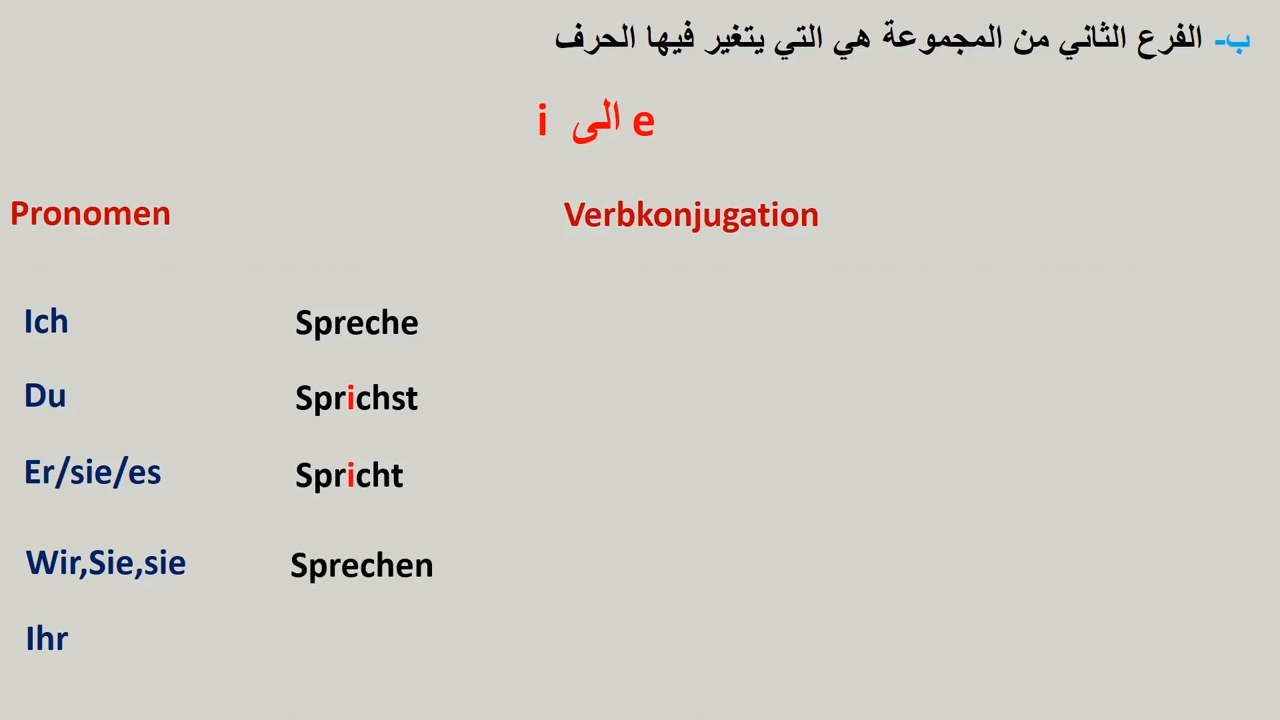 ب- الفرع الثاني من المجموعة هي التي يتغير فيها الحرف
e الى i
Pronomen Verbkonjugation
Ich Spreche
Du Sprichst
Er/sie/es Spricht
Wir,Sie,sie Sprechen
Ihr